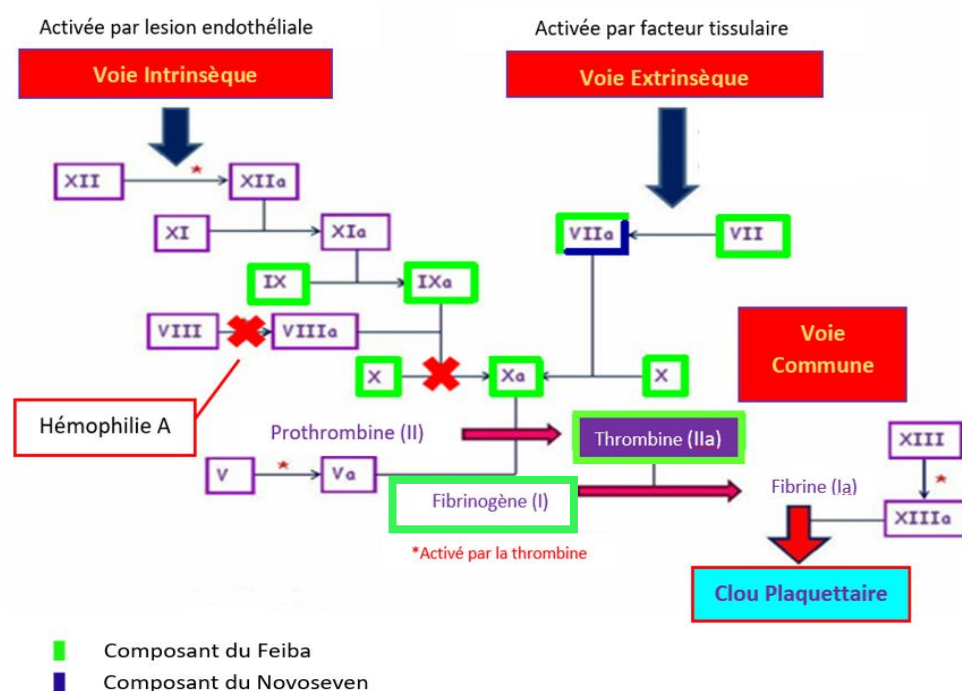 Activée par lesion endothéliale
Activée par facteur tissulaire
Voie Intrinsèque
Voie Extrinsèque
*
XII
XIIa
XI
XIa
VIIa
VII
IX
IXa
VIII
VIIIa
Voie
Commune
X
Xa
X
Hémophilie A
Prothrombine (II)
Thrombine (IIa)
XIII
V
*
Va
*
Fibrinogène (I)
Fibrine (Ia)
XIIIa
*Activé par la thrombine
Clou Plaquettaire
Composant du Feiba
Composant du Novoseven